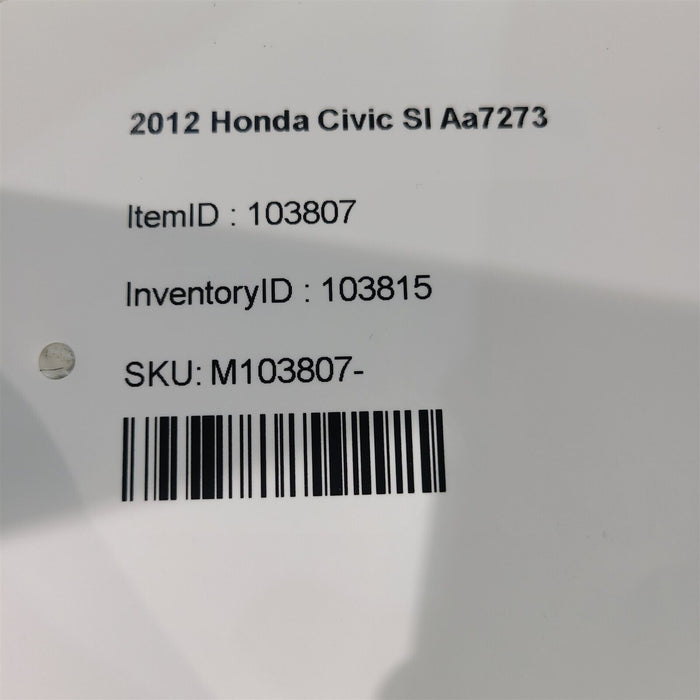 2012 Honda Civic SI Aa7273
ItemID : 103807
InventoryID : 103815
SKU: M103807-